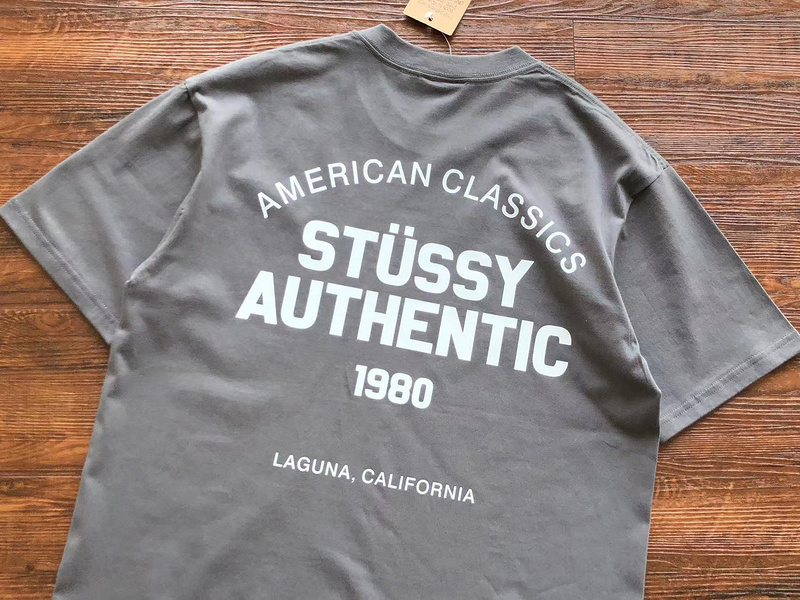 AMERICAN CLASSICS
STÜSSY
AUTHENTIC
1980
LAGUNA, CALIFORNIA